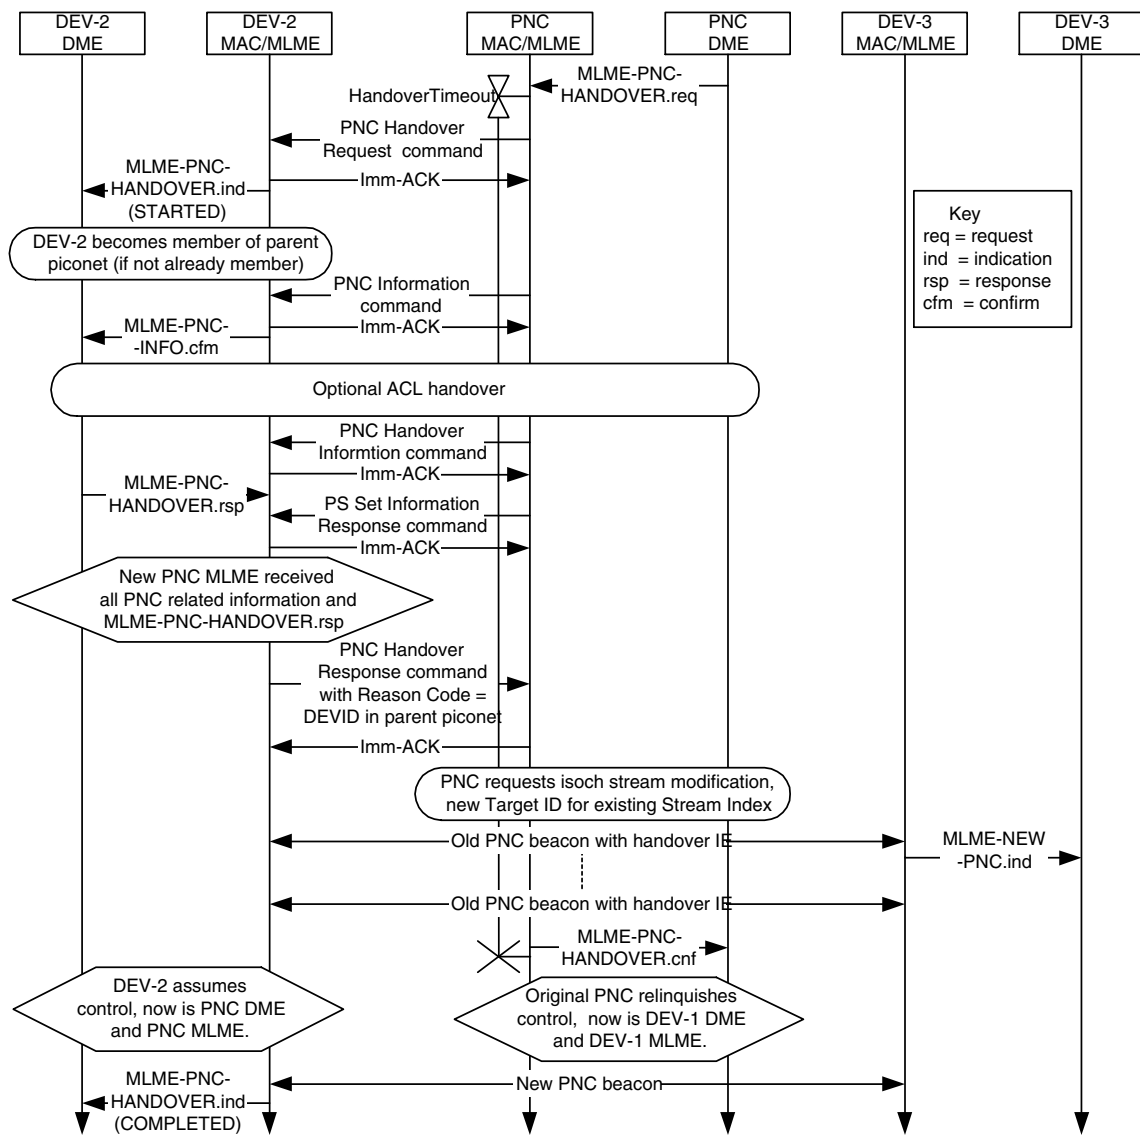 DEV-2
DME
DEV-2
MAC/MLME
PNC
MAC/MLME
PNC
DME
DEV-3
MAC/MLME
DEV-3
DME
MLME-PNC-
HANDOVER.req
HandoverTimeout
PNC Handover
Request command
MLME-PNC-
HANDOVER.ind
(STARTED)
Imm-ACK
Key
req = request
ind = indication
rsp = response
cfm = confirm
DEV-2 becomes member of parent
piconet (if not already member)
PNC Information
command
MLME-PNC-
-INFO.cfm
Imm-ACK
Optional ACL handover
PNC Handover
Informtion command
Imm-ACK
MLME-PNC-
HANDOVER.rsp
PS Set Information
Response command
Imm-ACK
New PNC MLME received
all PNC related information and
MLME-PNC-HANDOVER.rsp
PNC Handover
Response command
with Reason Code =
DEVID in parent piconet
Imm-ACK
PNC requests isoch stream modification,
new Target ID for existing Stream Index
Old PNC beacon with handover IE
MLME-NEW
-PNC.ind
Old PNC beacon with handover IE
MLME-PNC-
HANDOVER.cnf
DEV-2 assumes
control, now is PNC DME
and PNC MLME.
Original PNC relinquishes
control, now is DEV-1 DME
and DEV-1 MLME.
New PNC beacon
MLME-PNC-
HANDOVER.ind
(COMPLETED)